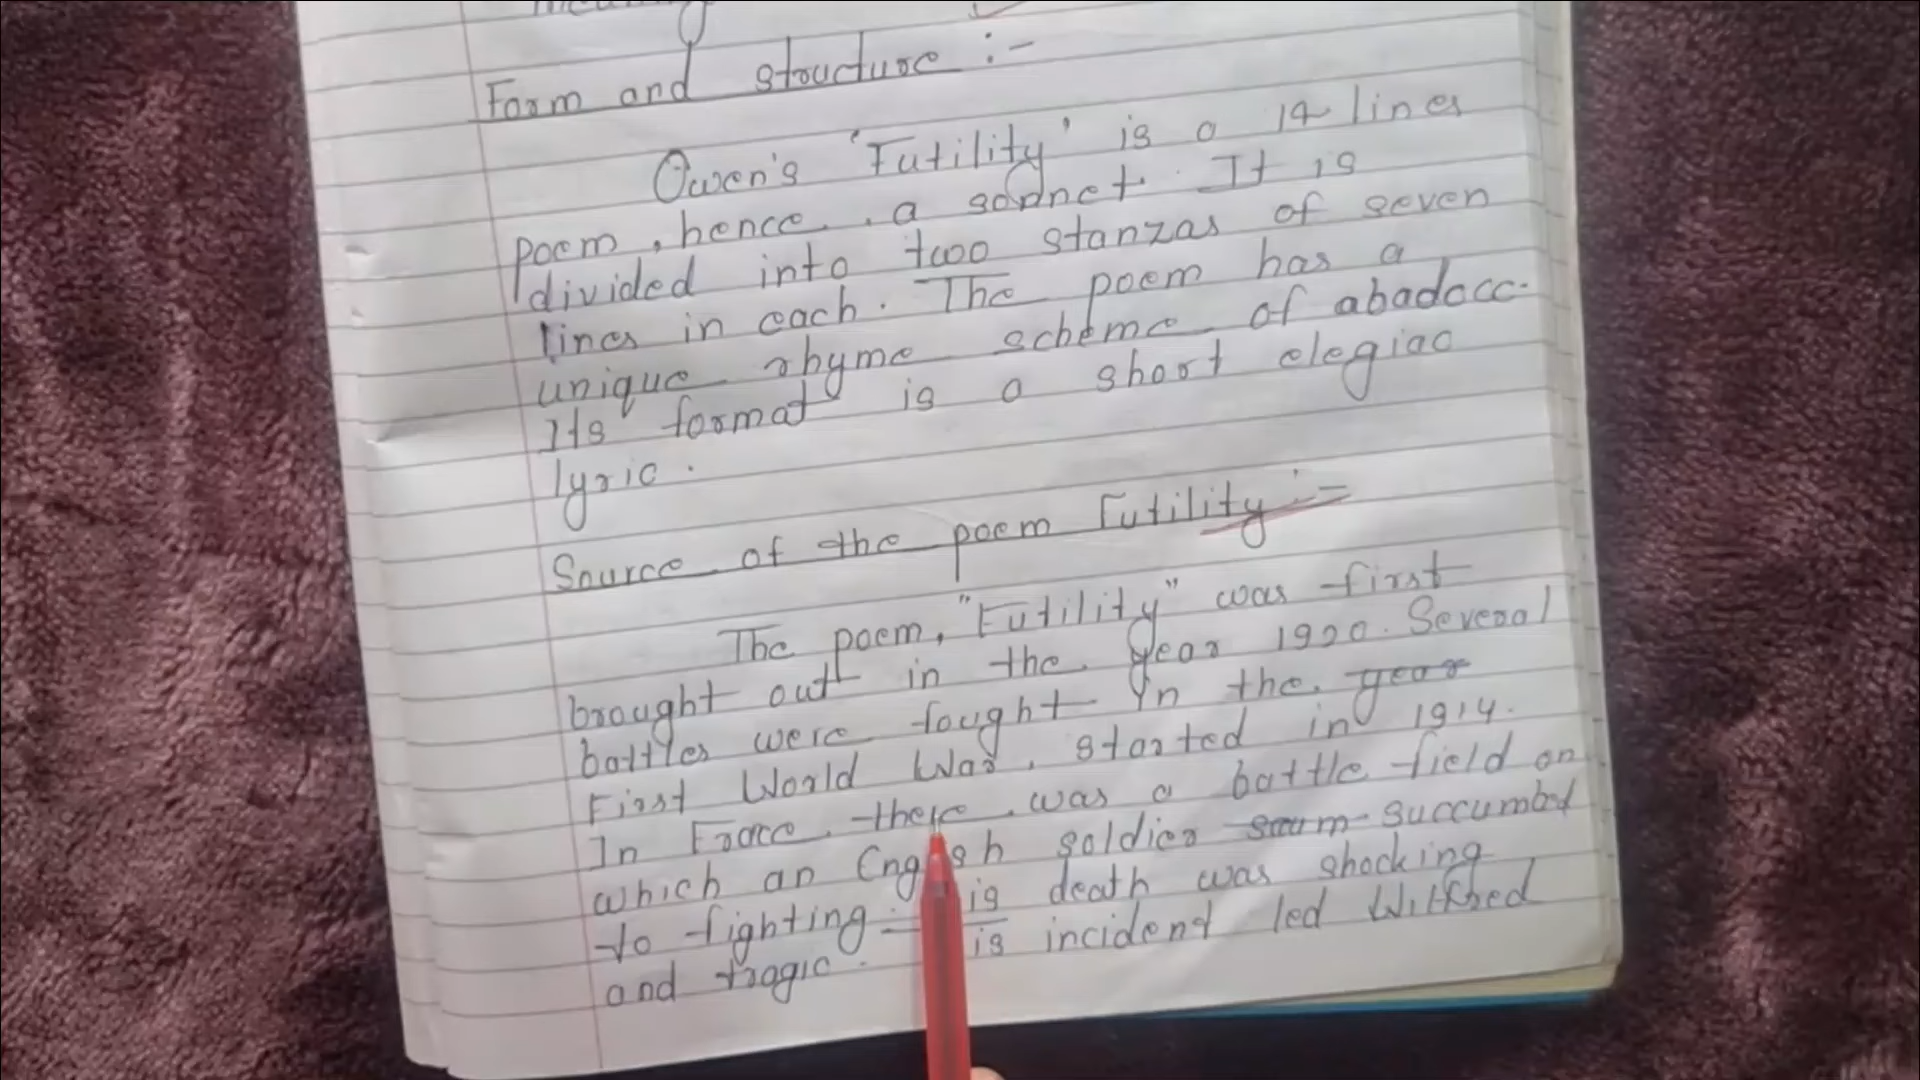 Form and structure :-
Owen's 'Futility' is a 14 lines
poem, hence, a sonnet. It is
divided into two stanzas of seven
lines in each. The poem has a
unique rhyme scheme of abadccc.
Its format is a short elegiac
lyric.
Source of the poem Futility :-
The poem, "Futility" was first
brought out in the year 1920. Several
battles were fought in the year
First World War, started in 1914.
In France, there was a battle field on
which an English soldier succumbed
to fighting. is death was shocking
and tragic. is incident led Wilfred